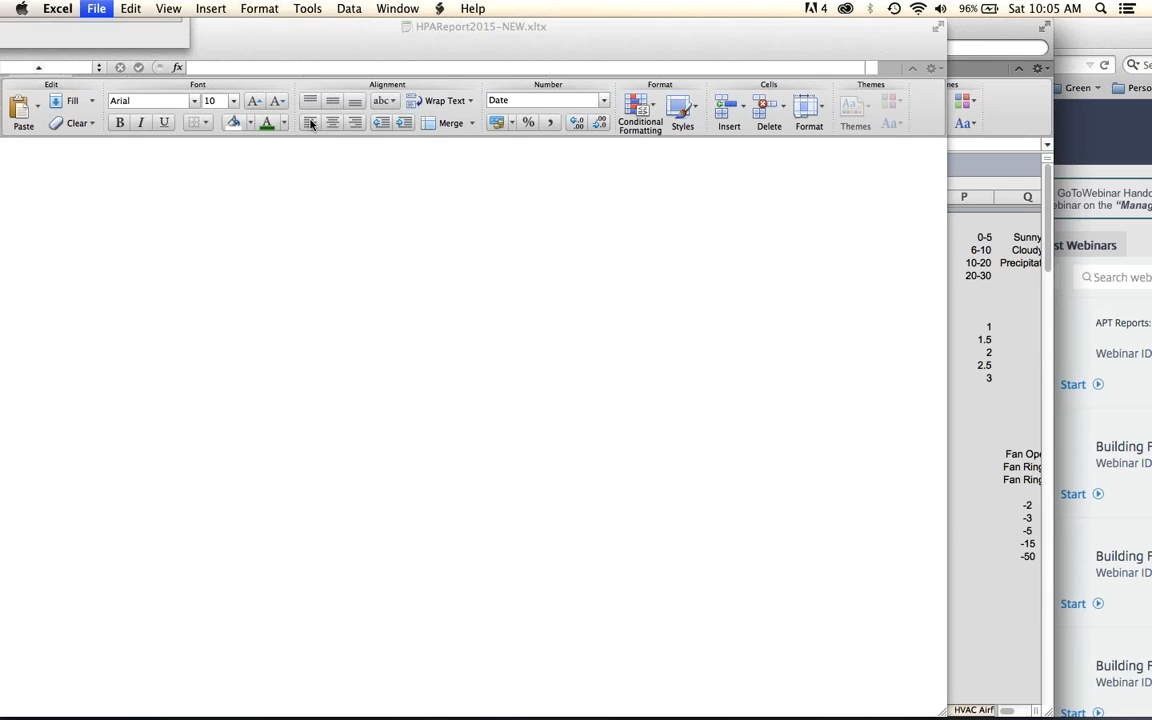 Excel File Edit View Insert Format Tools Data Window Help 4 96% Sat 10:05 AM
HPAReport2015-NEW.xltx
fx
Edit Font Alignment Number Format Cells Themes
Fill Arial 10 abc Wrap Text Date
Paste Clear B I U A Merge % Conditional Formatting Styles Insert Delete Format Themes Aa
Green
GoToWebinar
on the "Manag
P Q
st Webinars
0-5 Sunny
6-10 Cloudy
10-20 Precipitat
20-30
Search web
APT Reports:
1
1.5
2
2.5
3
Webinar ID
Start
Building F
Webinar ID
Fan Ope
Fan Ring
Fan Ring
Start
-2
-3
-5
-15
-50
Building F
Webinar ID
Start
Building F
Webinar ID
HVAC Airf
Start